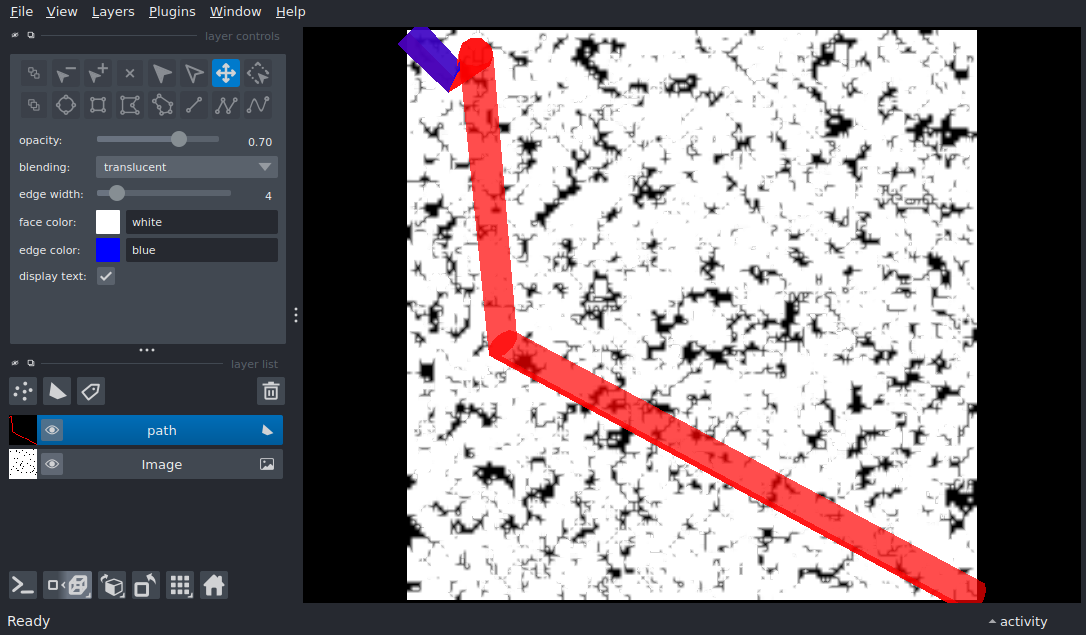 File View Layers Plugins Window Help
layer controls
opacity: 0.70
blending: translucent
edge width: 4
face color: white
edge color: blue
display text:
layer list
path
Image
Ready activity